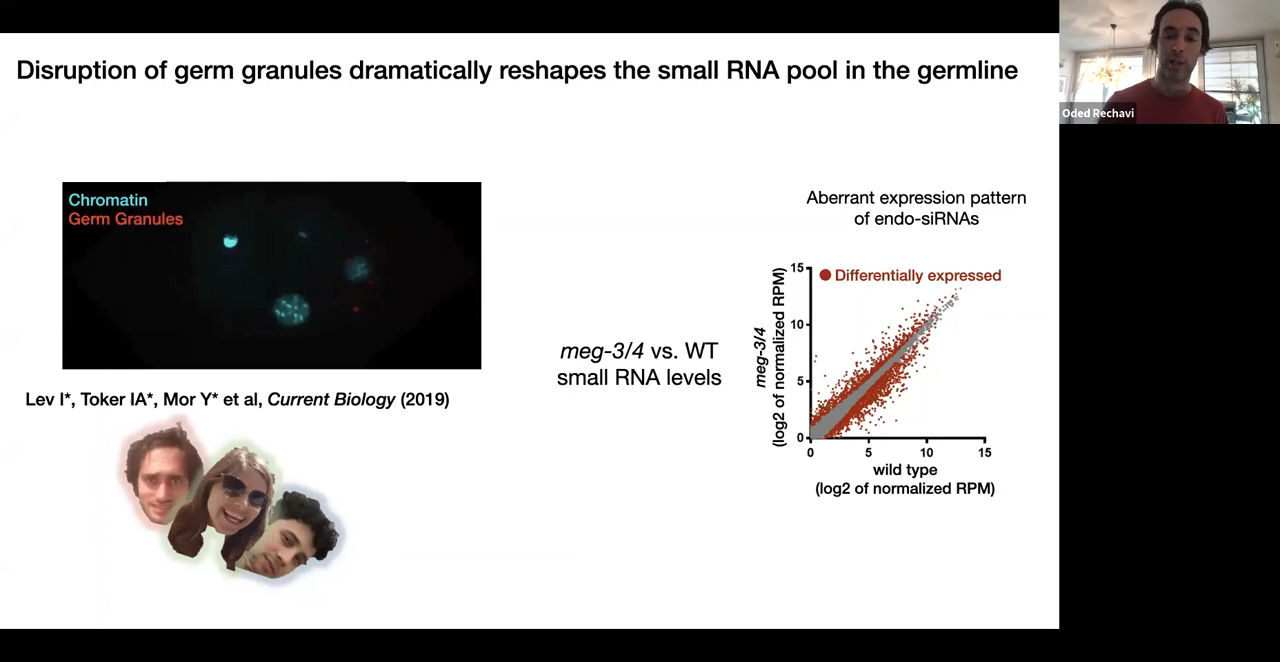 Disruption of germ granules dramatically reshapes the small RNA pool in the germline
Oded Rechavi
Chromatin
Germ Granules
Lev I*, Toker IA*, Mor Y* et al, Current Biology (2019)
meg-3/4 vs. WT
small RNA levels
Aberrant expression pattern
of endo-siRNAs
Differentially expressed
meg-3/4
(log2 of normalized RPM)
15
10
5
0
0 5 10 15
wild type
(log2 of normalized RPM)